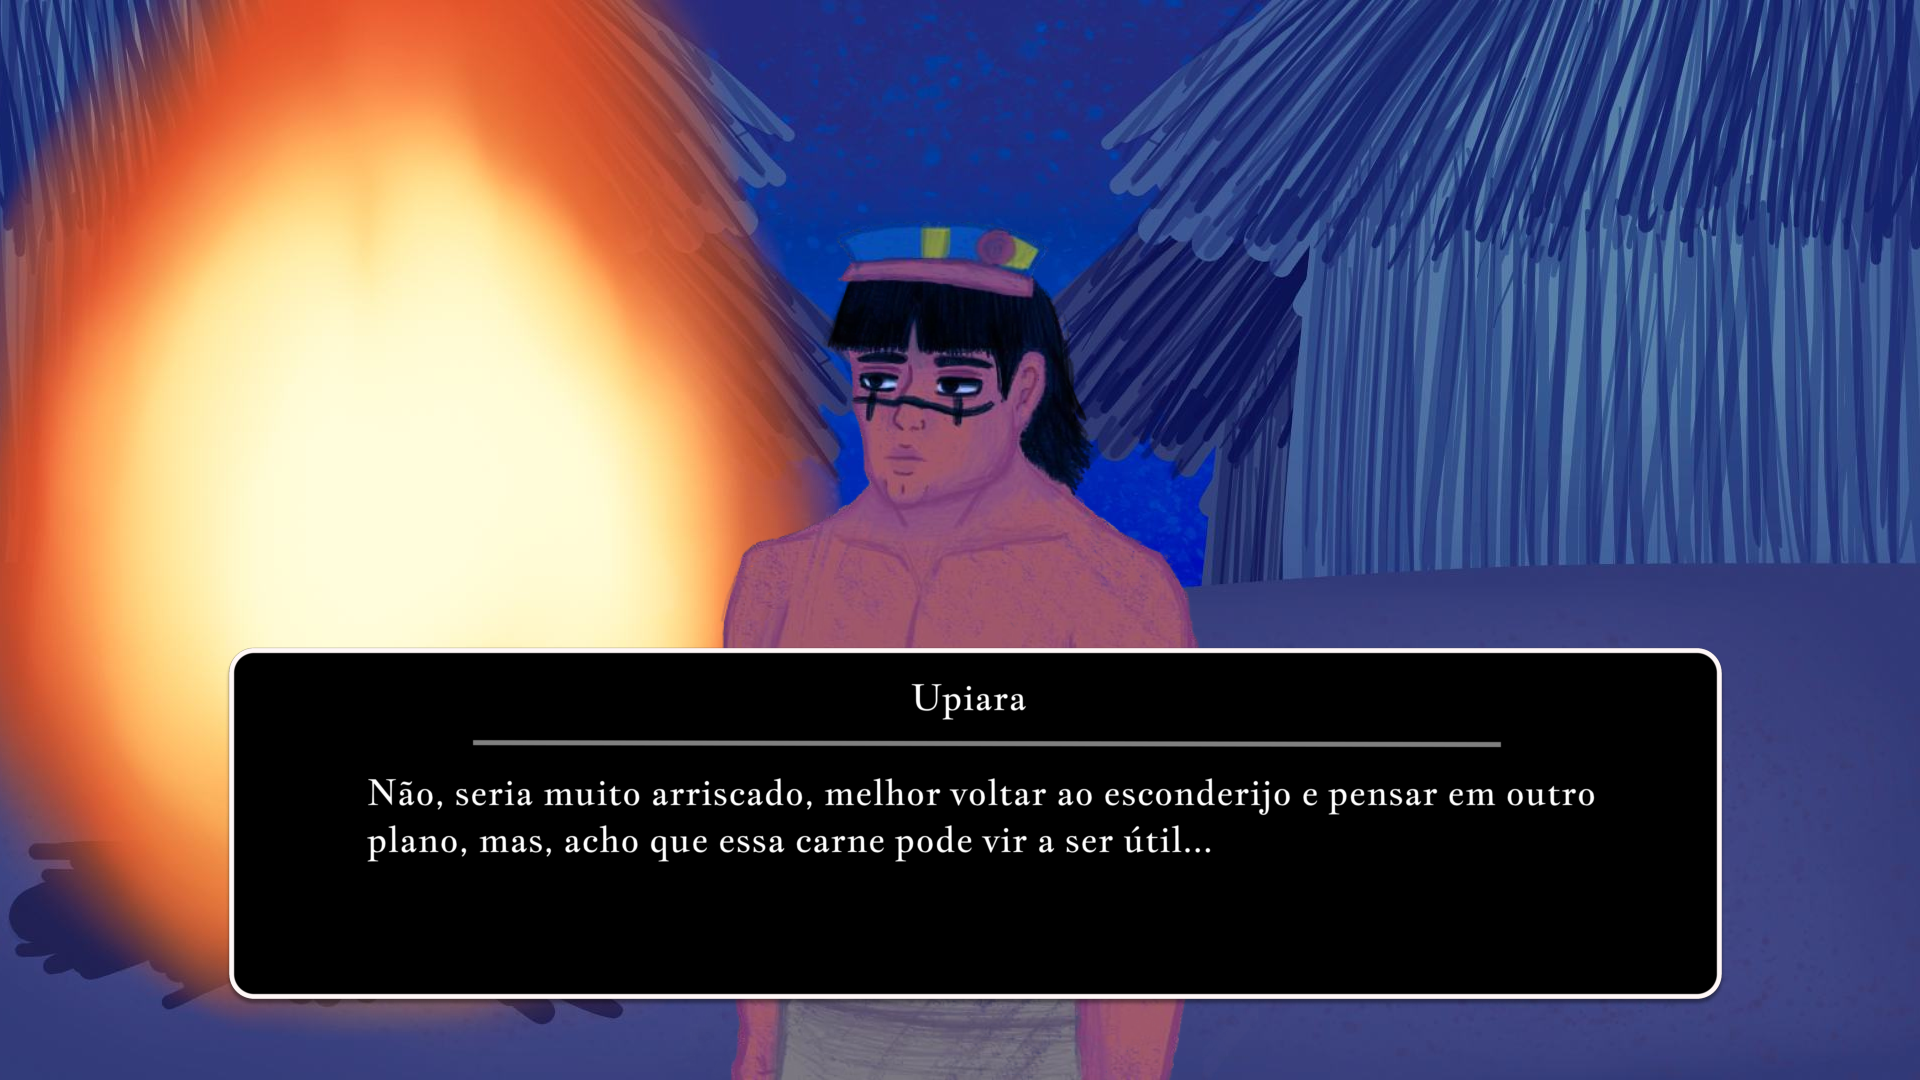 Upiara
Não, seria muito arriscado, melhor voltar ao esconderijo e pensar em outro
plano, mas, acho que essa carne pode vir a ser útil...